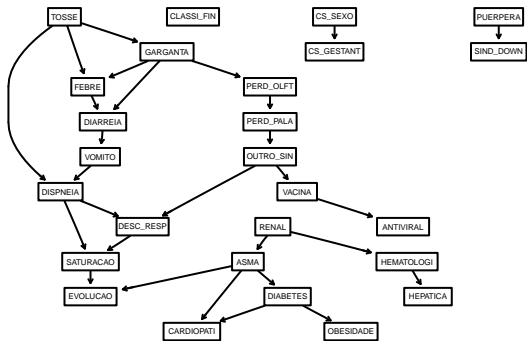 TOSSE
CLASSI_FIN
CS_SEXO
PUERPERA
GARGANTA
CS_GESTANT
SIND_DOWN
FEBRE
PERD_OLFT
DIARREIA
PERD_PALA
VOMITO
OUTRO_SIN
DISPNEIA
VACINA
DESC_RESP
RENAL
ANTIVIRAL
SATURACAO
ASMA
HEMATOLOGI
EVOLUCAO
DIABETES
HEPATICA
CARDIOPATI
OBESIDADE